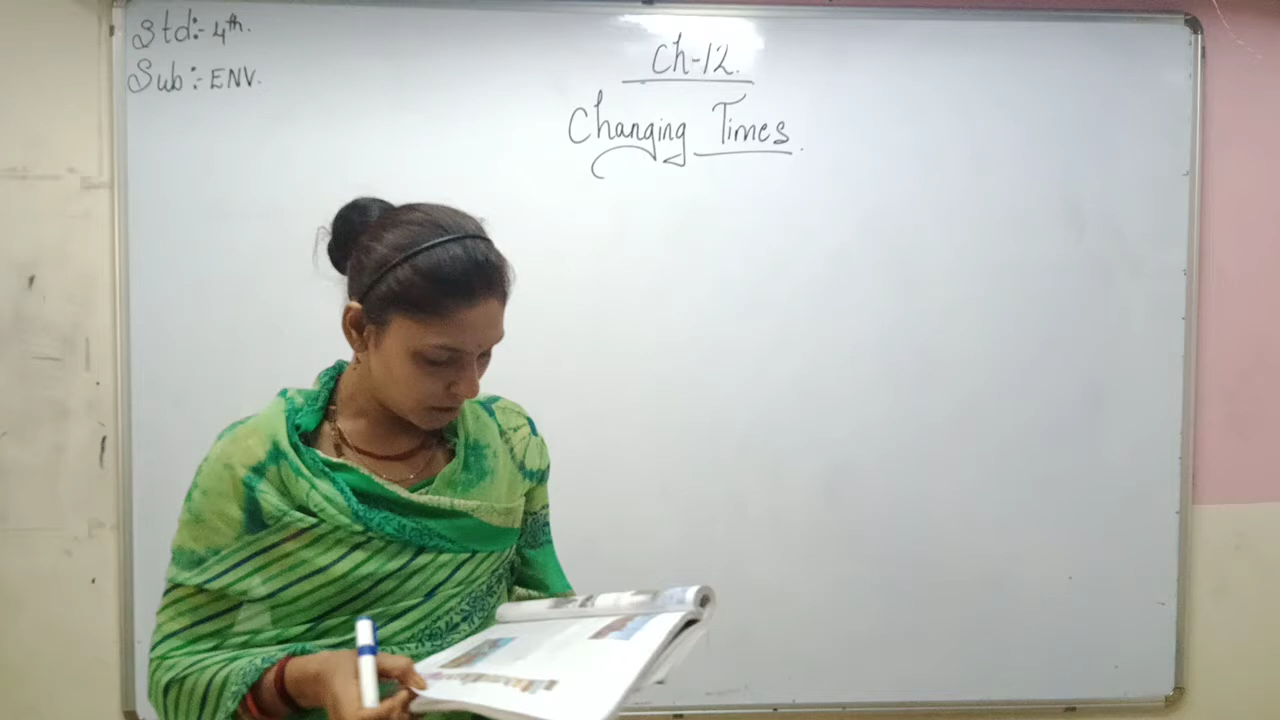 Std:- 4th.
Sub:- ENV.
Ch-12.
Changing Times.